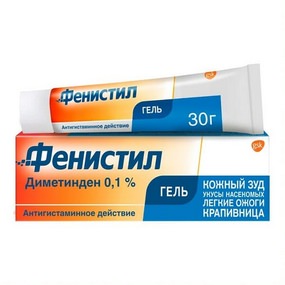 Фенистил
ГЕЛЬ
Антигистаминное действие
30г
gsk
Фенистил
Диметинден 0,1 %
Антигистаминное действие
ГЕЛЬ
КОЖНЫЙ ЗУД
УКУСЫ НАСЕКОМЫХ
ЛЕГКИЕ ОЖОГИ
КРАПИВНИЦА